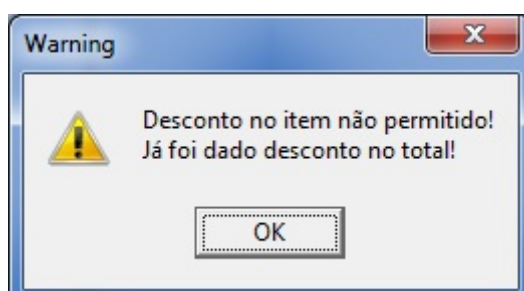 Warning
Desconto no item não permitido!
Já foi dado desconto no total!
OK